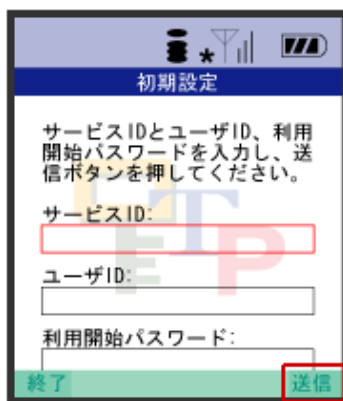 初期設定
サービスIDとユーザID、利用
開始パスワードを入力し、送
信ボタンを押してください。
サービスID:
ユーザID:
利用開始パスワード:
終了 送信